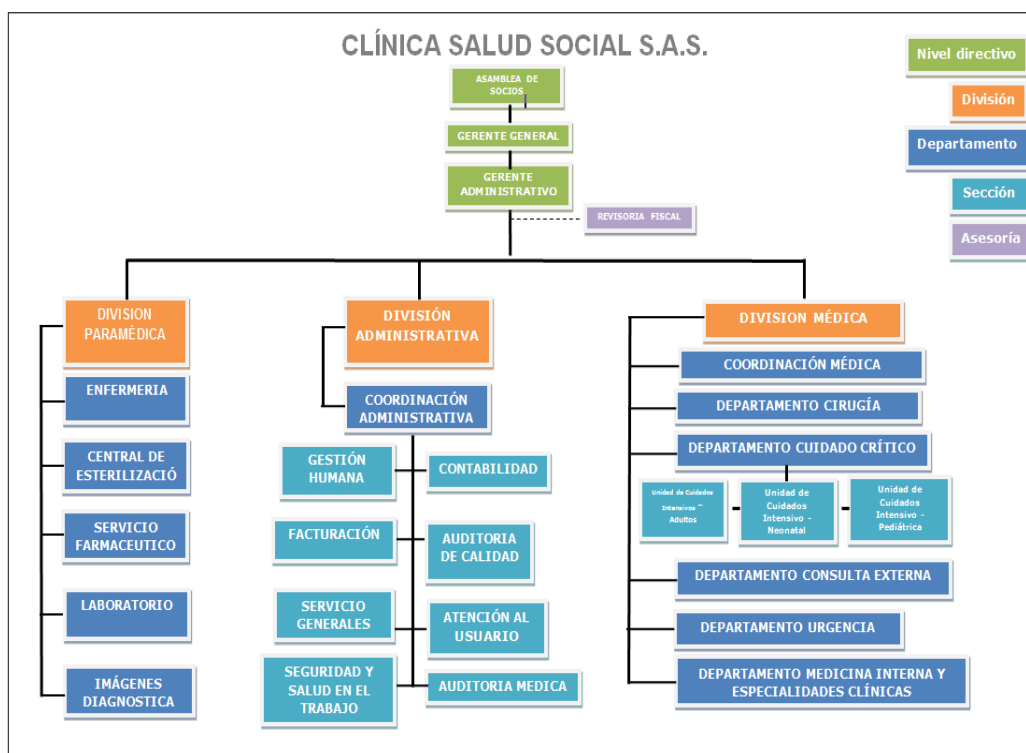 CLÍNICA SALUD SOCIAL S.A.S.
Nivel directivo
División
Departamento
Sección
Asesoría
ASAMBLEA DE
SOCIOS
GERENTE GENERAL
GERENTE
ADMINISTRATIVO
REVISORIA FISCAL
DIVISION
PARAMÉDICA
ENFERMERIA
CENTRAL DE
ESTERILIZACIÓ
SERVICIO
FARMACEUTICO
LABORATORIO
IMÁGENES
DIAGNOSTICA
DIVISIÓN
ADMINISTRATIVA
COORDINACIÓN
ADMINISTRATIVA
GESTIÓN
HUMANA
CONTABILIDAD
FACTURACIÓN
AUDITORIA
DE CALIDAD
SERVICIO
GENERALES
ATENCIÓN AL
USUARIO
SEGURIDAD Y
SALUD EN EL
TRABAJO
AUDITORIA MEDICA
DIVISION MÉDICA
COORDINACIÓN MÉDICA
DEPARTAMENTO CIRUGÍA
DEPARTAMENTO CUIDADO CRÍTICO
Unidad de Cuidados
Intensivos – Adultos
Unidad de
Cuidados
Intensivo -
Neonatal
Unidad de
Cuidados
Intensivo -
Pediátrica
DEPARTAMENTO CONSULTA EXTERNA
DEPARTAMENTO URGENCIA
DEPARTAMENTO MEDICINA INTERNA Y
ESPECIALIDADES CLÍNICAS